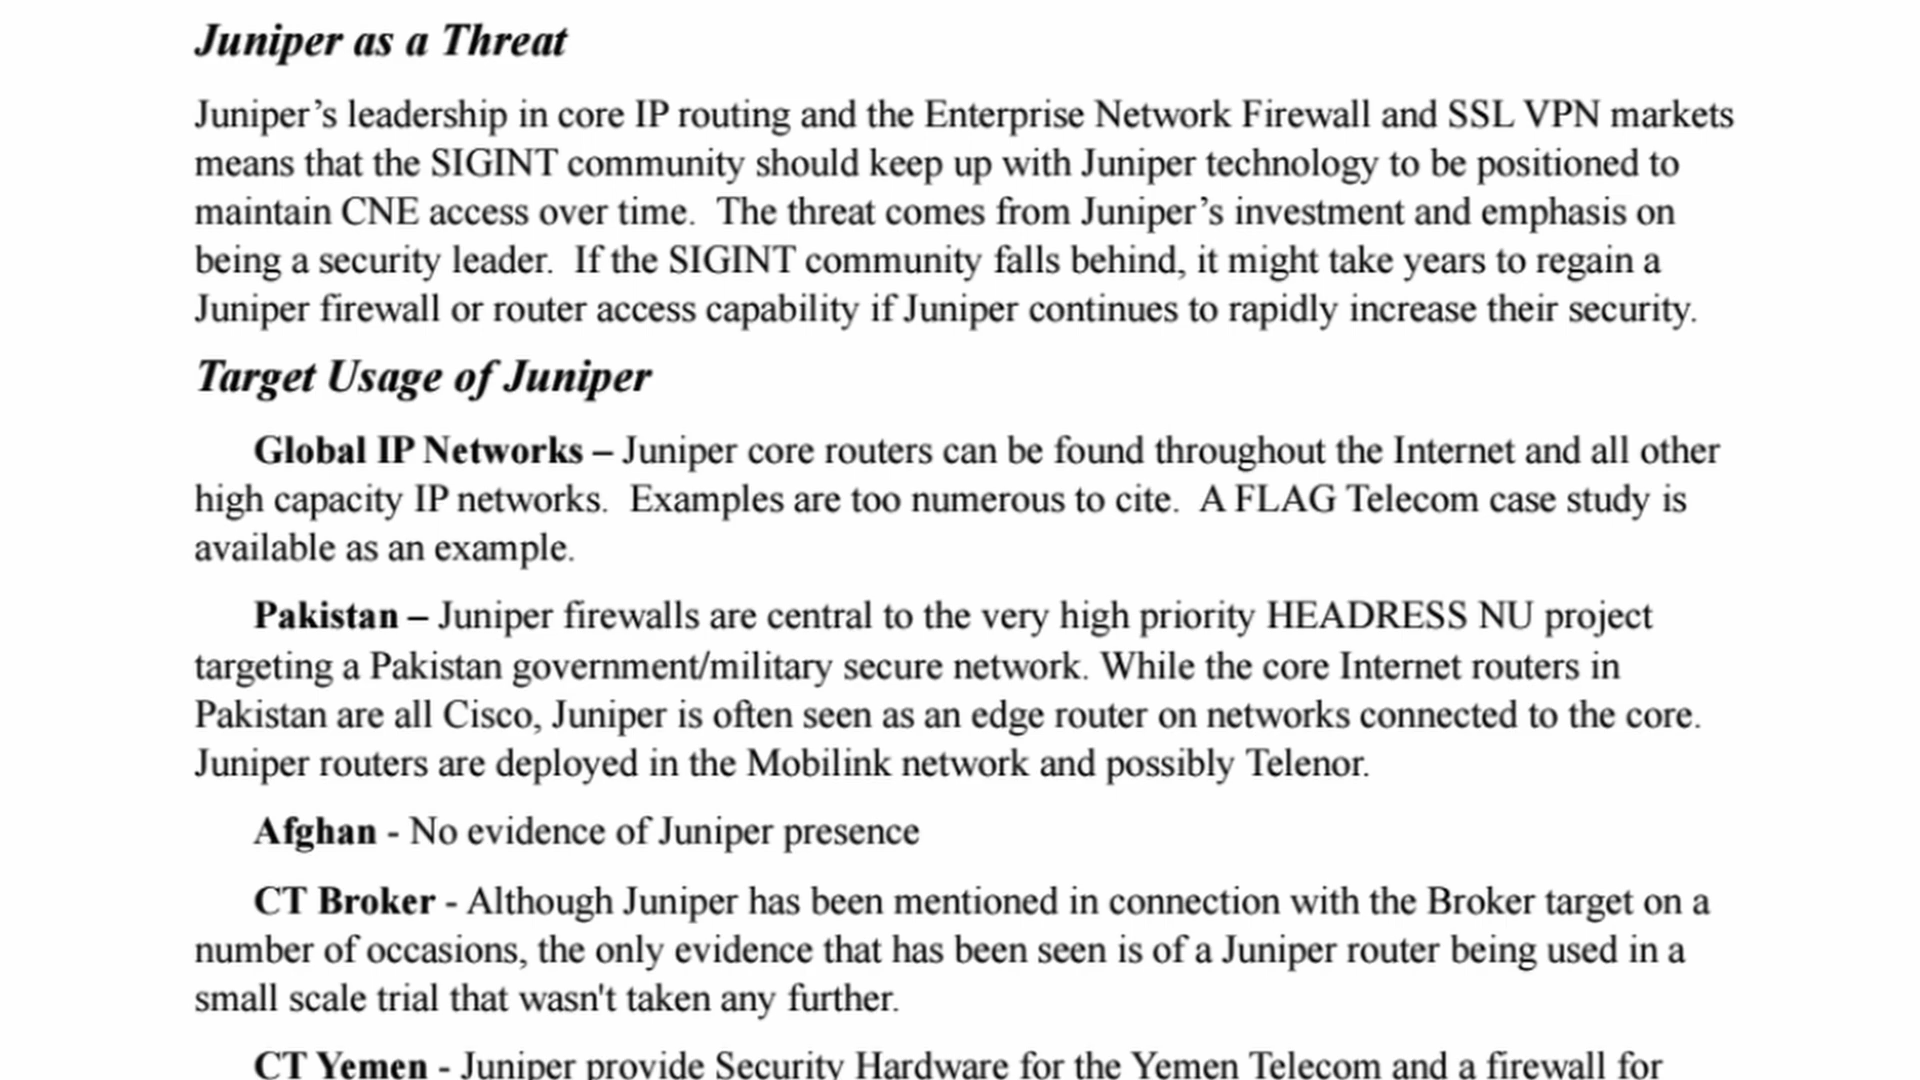 Juniper as a Threat
Juniper’s leadership in core IP routing and the Enterprise Network Firewall and SSL VPN markets
means that the SIGINT community should keep up with Juniper technology to be positioned to
maintain CNE access over time.  The threat comes from Juniper’s investment and emphasis on
being a security leader.  If the SIGINT community falls behind, it might take years to regain a
Juniper firewall or router access capability if Juniper continues to rapidly increase their security.
Target Usage of Juniper
Global IP Networks – Juniper core routers can be found throughout the Internet and all other
high capacity IP networks.  Examples are too numerous to cite.  A FLAG Telecom case study is
available as an example.
Pakistan – Juniper firewalls are central to the very high priority HEADRESS NU project
targeting a Pakistan government/military secure network. While the core Internet routers in
Pakistan are all Cisco, Juniper is often seen as an edge router on networks connected to the core.
Juniper routers are deployed in the Mobilink network and possibly Telenor.
Afghan - No evidence of Juniper presence
CT Broker - Although Juniper has been mentioned in connection with the Broker target on a
number of occasions, the only evidence that has been seen is of a Juniper router being used in a
small scale trial that wasn't taken any further.
CT Yemen - Juniper provide Security Hardware for the Yemen Telecom and a firewall for